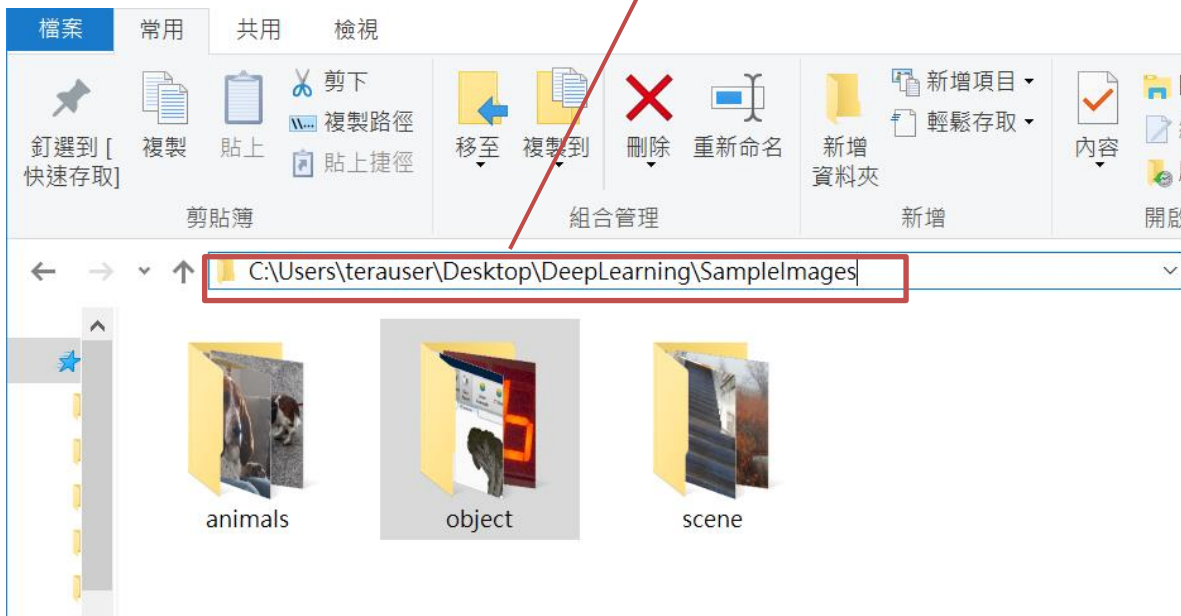 檔案 常用 共用 檢視
剪下
複製路徑
貼上捷徑
釘選到 [
快速存取]
複製
貼上
移至
複製到
刪除
重新命名
新增
資料夾
新增項目
輕鬆存取
內容
剪貼簿 組合管理 新增
C:\Users\terauser\Desktop\DeepLearning\SampleImages
animals object scene